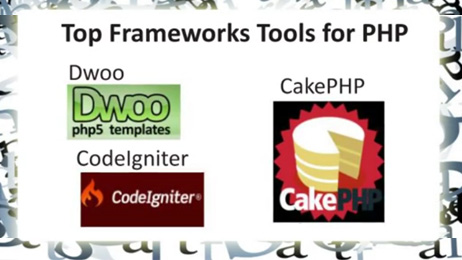 Top Frameworks Tools for PHP
Dwoo
Dwoo
php5 templates
CodeIgniter
CodeIgniter®
CakePHP
CakePHP